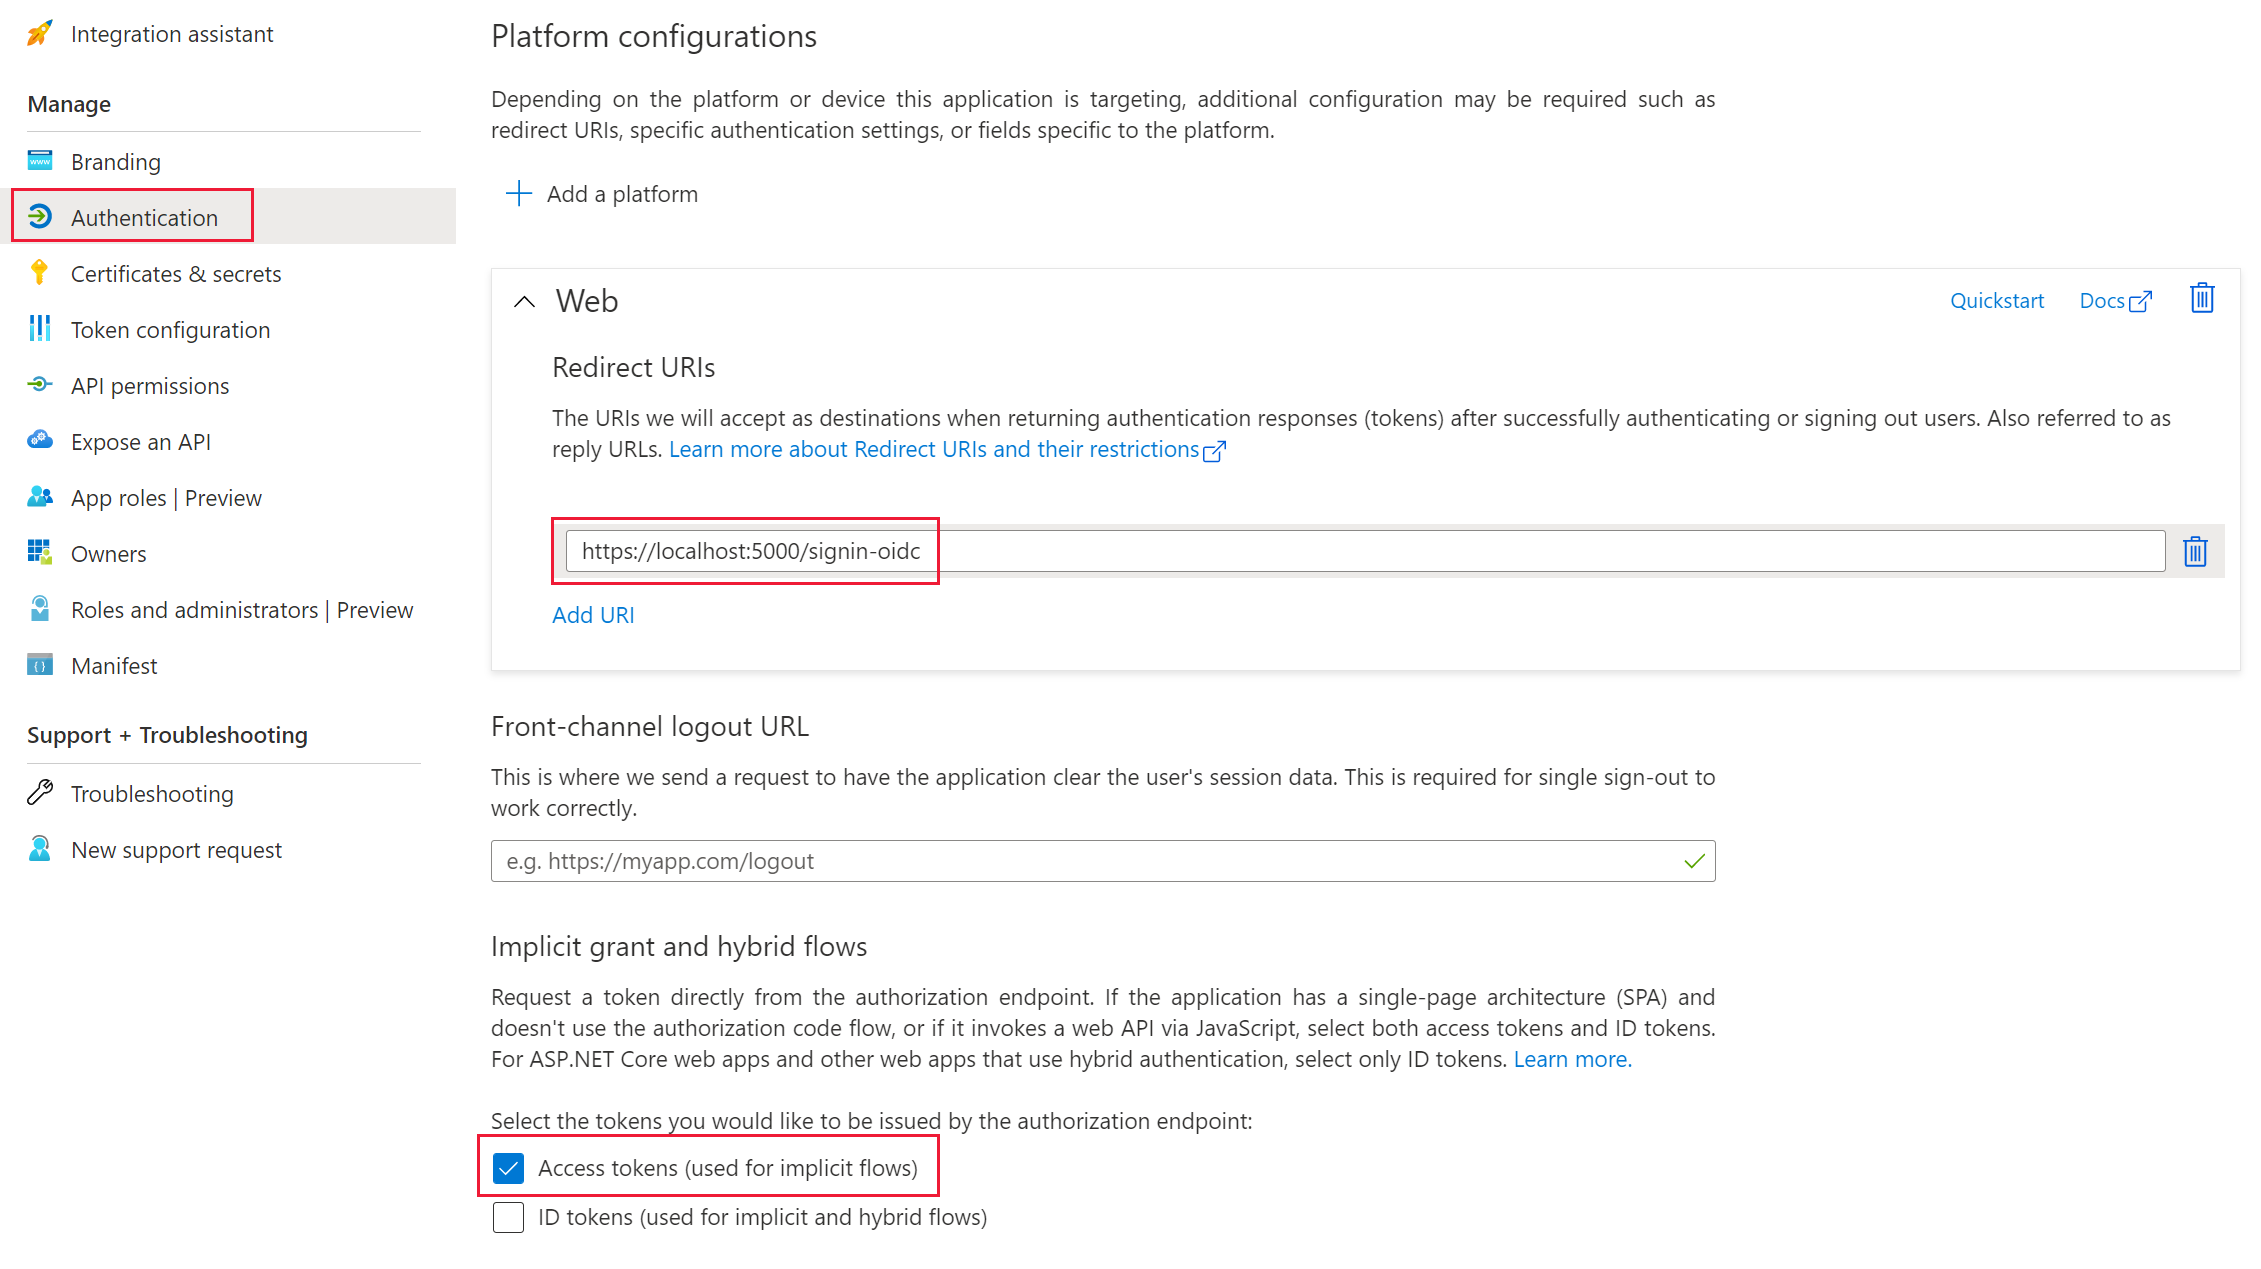 Integration assistant
Manage
www
Branding
Authentication
Certificates & secrets
Token configuration
API permissions
Expose an API
App roles | Preview
Owners
Roles and administrators | Preview
Manifest
Support + Troubleshooting
Troubleshooting
New support request
Platform configurations
Depending on the platform or device this application is targeting, additional configuration may be required such as
redirect URIs, specific authentication settings, or fields specific to the platform.
Add a platform
Web
Quickstart
Docs
Redirect URIs
The URIs we will accept as destinations when returning authentication responses (tokens) after successfully authenticating or signing out users. Also referred to as
reply URLs. Learn more about Redirect URIs and their restrictions
https://localhost:5000/signin-oidc
Add URI
Front-channel logout URL
This is where we send a request to have the application clear the user's session data. This is required for single sign-out to
work correctly.
e.g. https://myapp.com/logout
Implicit grant and hybrid flows
Request a token directly from the authorization endpoint. If the application has a single-page architecture (SPA) and
doesn't use the authorization code flow, or if it invokes a web API via JavaScript, select both access tokens and ID tokens.
For ASP.NET Core web apps and other web apps that use hybrid authentication, select only ID tokens. Learn more.
Select the tokens you would like to be issued by the authorization endpoint:
Access tokens (used for implicit flows)
ID tokens (used for implicit and hybrid flows)